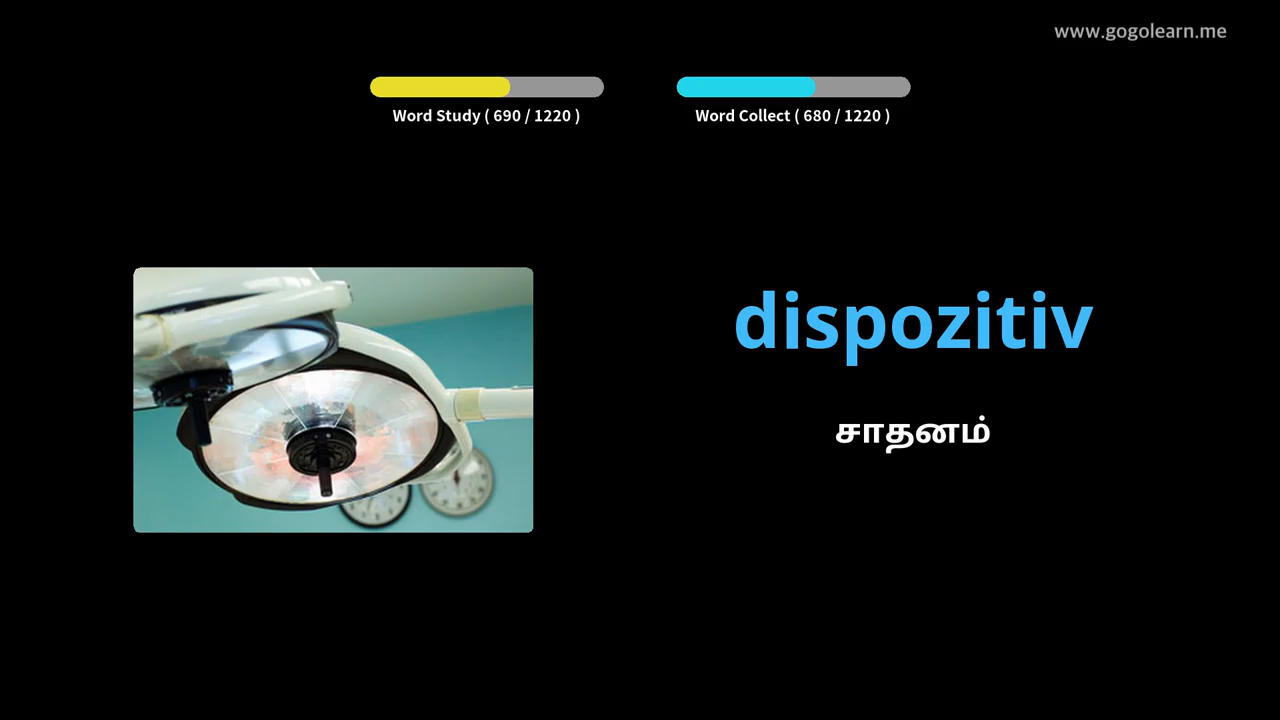 www.gogolearn.me
Word Study ( 690 / 1220 )
Word Collect ( 680 / 1220 )
dispozitiv
சாதனம்